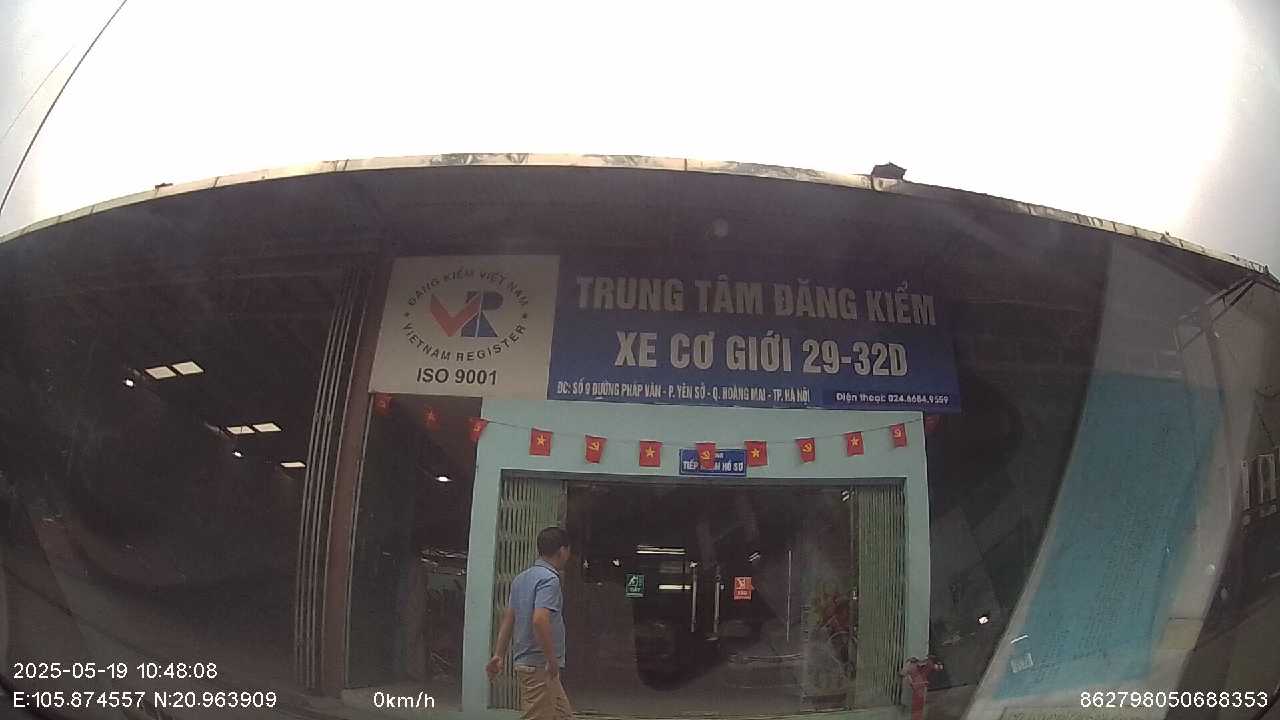 ĐĂNG KIỂM VIỆT NAM
VR
VIETNAM REGISTER
ISO 9001
TRUNG TÂM ĐĂNG KIỂM
XE CƠ GIỚI 29-32D
ĐC: SỐ 9 ĐƯỜNG PHÁP VÂN - P. YÊN SỞ - Q. HOÀNG MAI - TP. HÀ NỘI
Điện thoại: 024.6684.9559
TIẾP HỒ SƠ
2025-05-19 10:48:08
E:105.874557 N:20.963909
0km/h
862798050688353